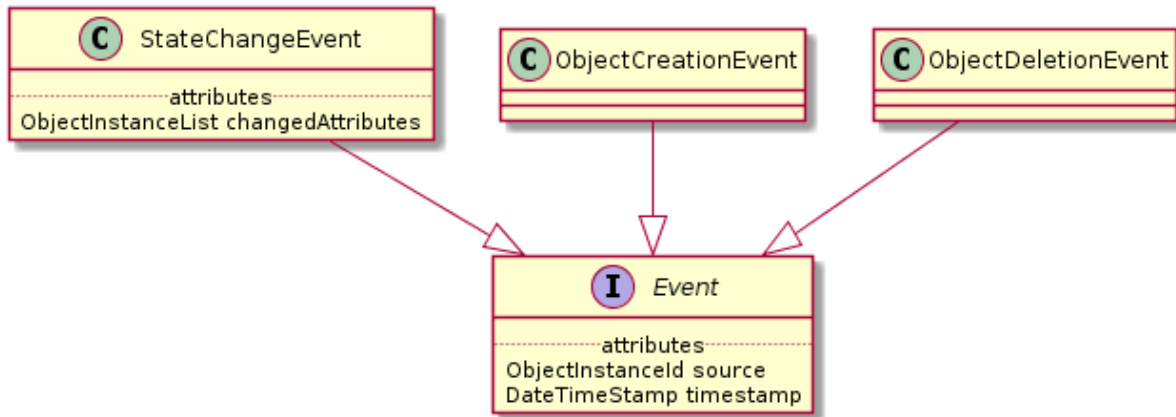 C StateChangeEvent
attributes
ObjectInstanceList changedAttributes
C ObjectCreationEvent
C ObjectDeletionEvent
I Event
attributes
ObjectInstanceId source
DateTimeStamp timestamp